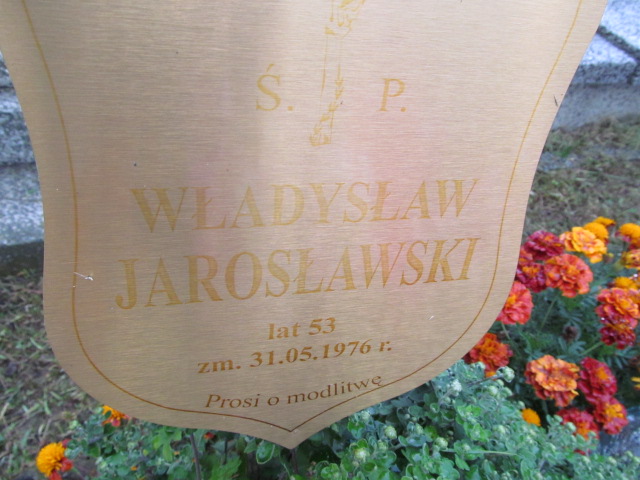 Ś. P.
WŁADYSŁAW
JAROSŁAWSKI
lat 53
zm. 31.05.1976 r.
Prosi o modlitwę